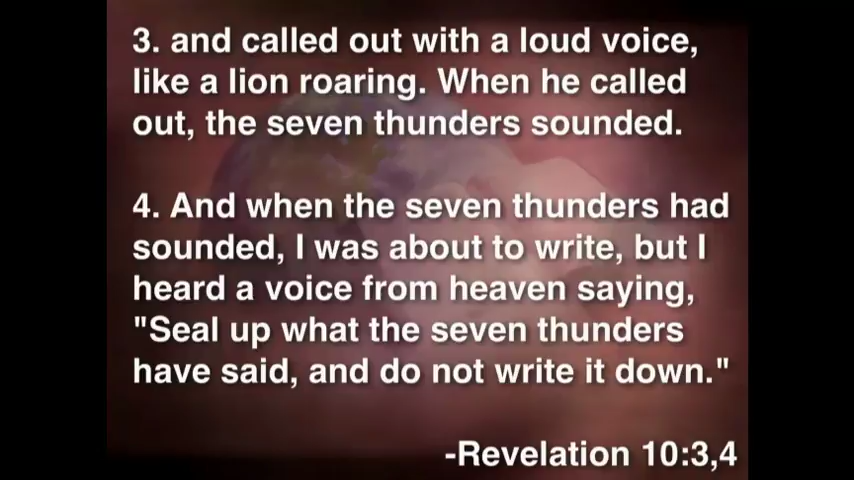 3. and called out with a loud voice,
like a lion roaring. When he called
out, the seven thunders sounded.
4. And when the seven thunders had
sounded, I was about to write, but I
heard a voice from heaven saying,
"Seal up what the seven thunders
have said, and do not write it down."
-Revelation 10:3,4